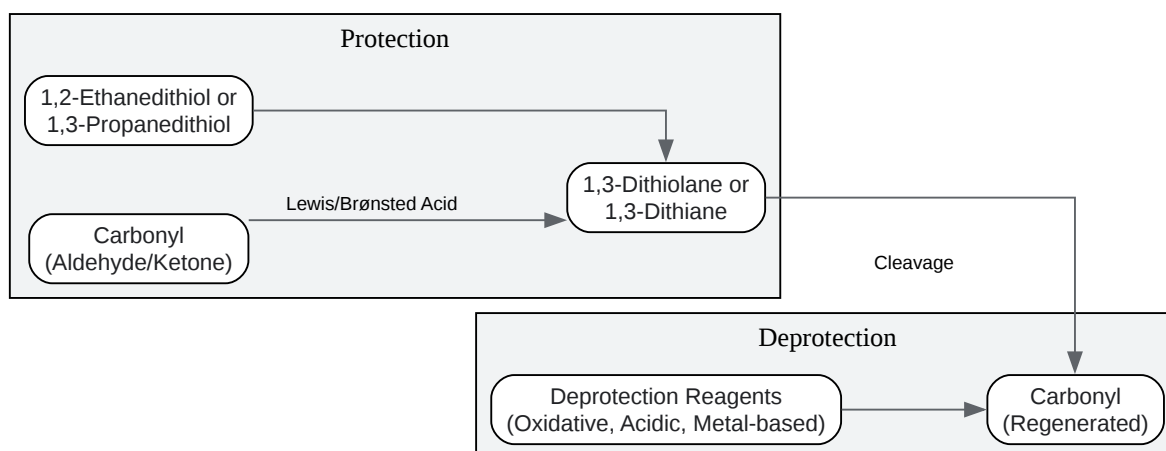 Protection
1,2-Ethanedithiol or
1,3-Propanedithiol
1,3-Dithiolane or
1,3-Dithiane
Lewis/Brønsted Acid
Carbonyl
(Aldehyde/Ketone)
Cleavage
Deprotection
Deprotection Reagents
(Oxidative, Acidic, Metal-based)
Carbonyl
(Regenerated)